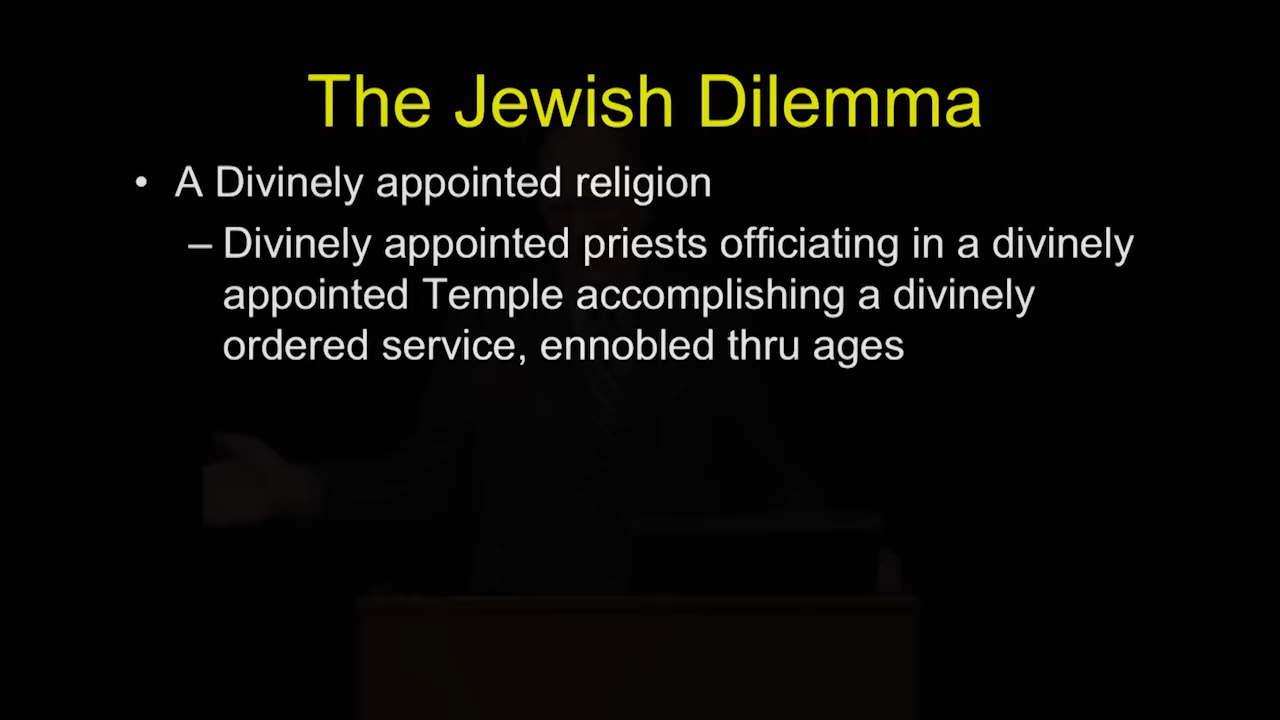 The Jewish Dilemma
• A Divinely appointed religion
– Divinely appointed priests officiating in a divinely
appointed Temple accomplishing a divinely
ordered service, ennobled thru ages